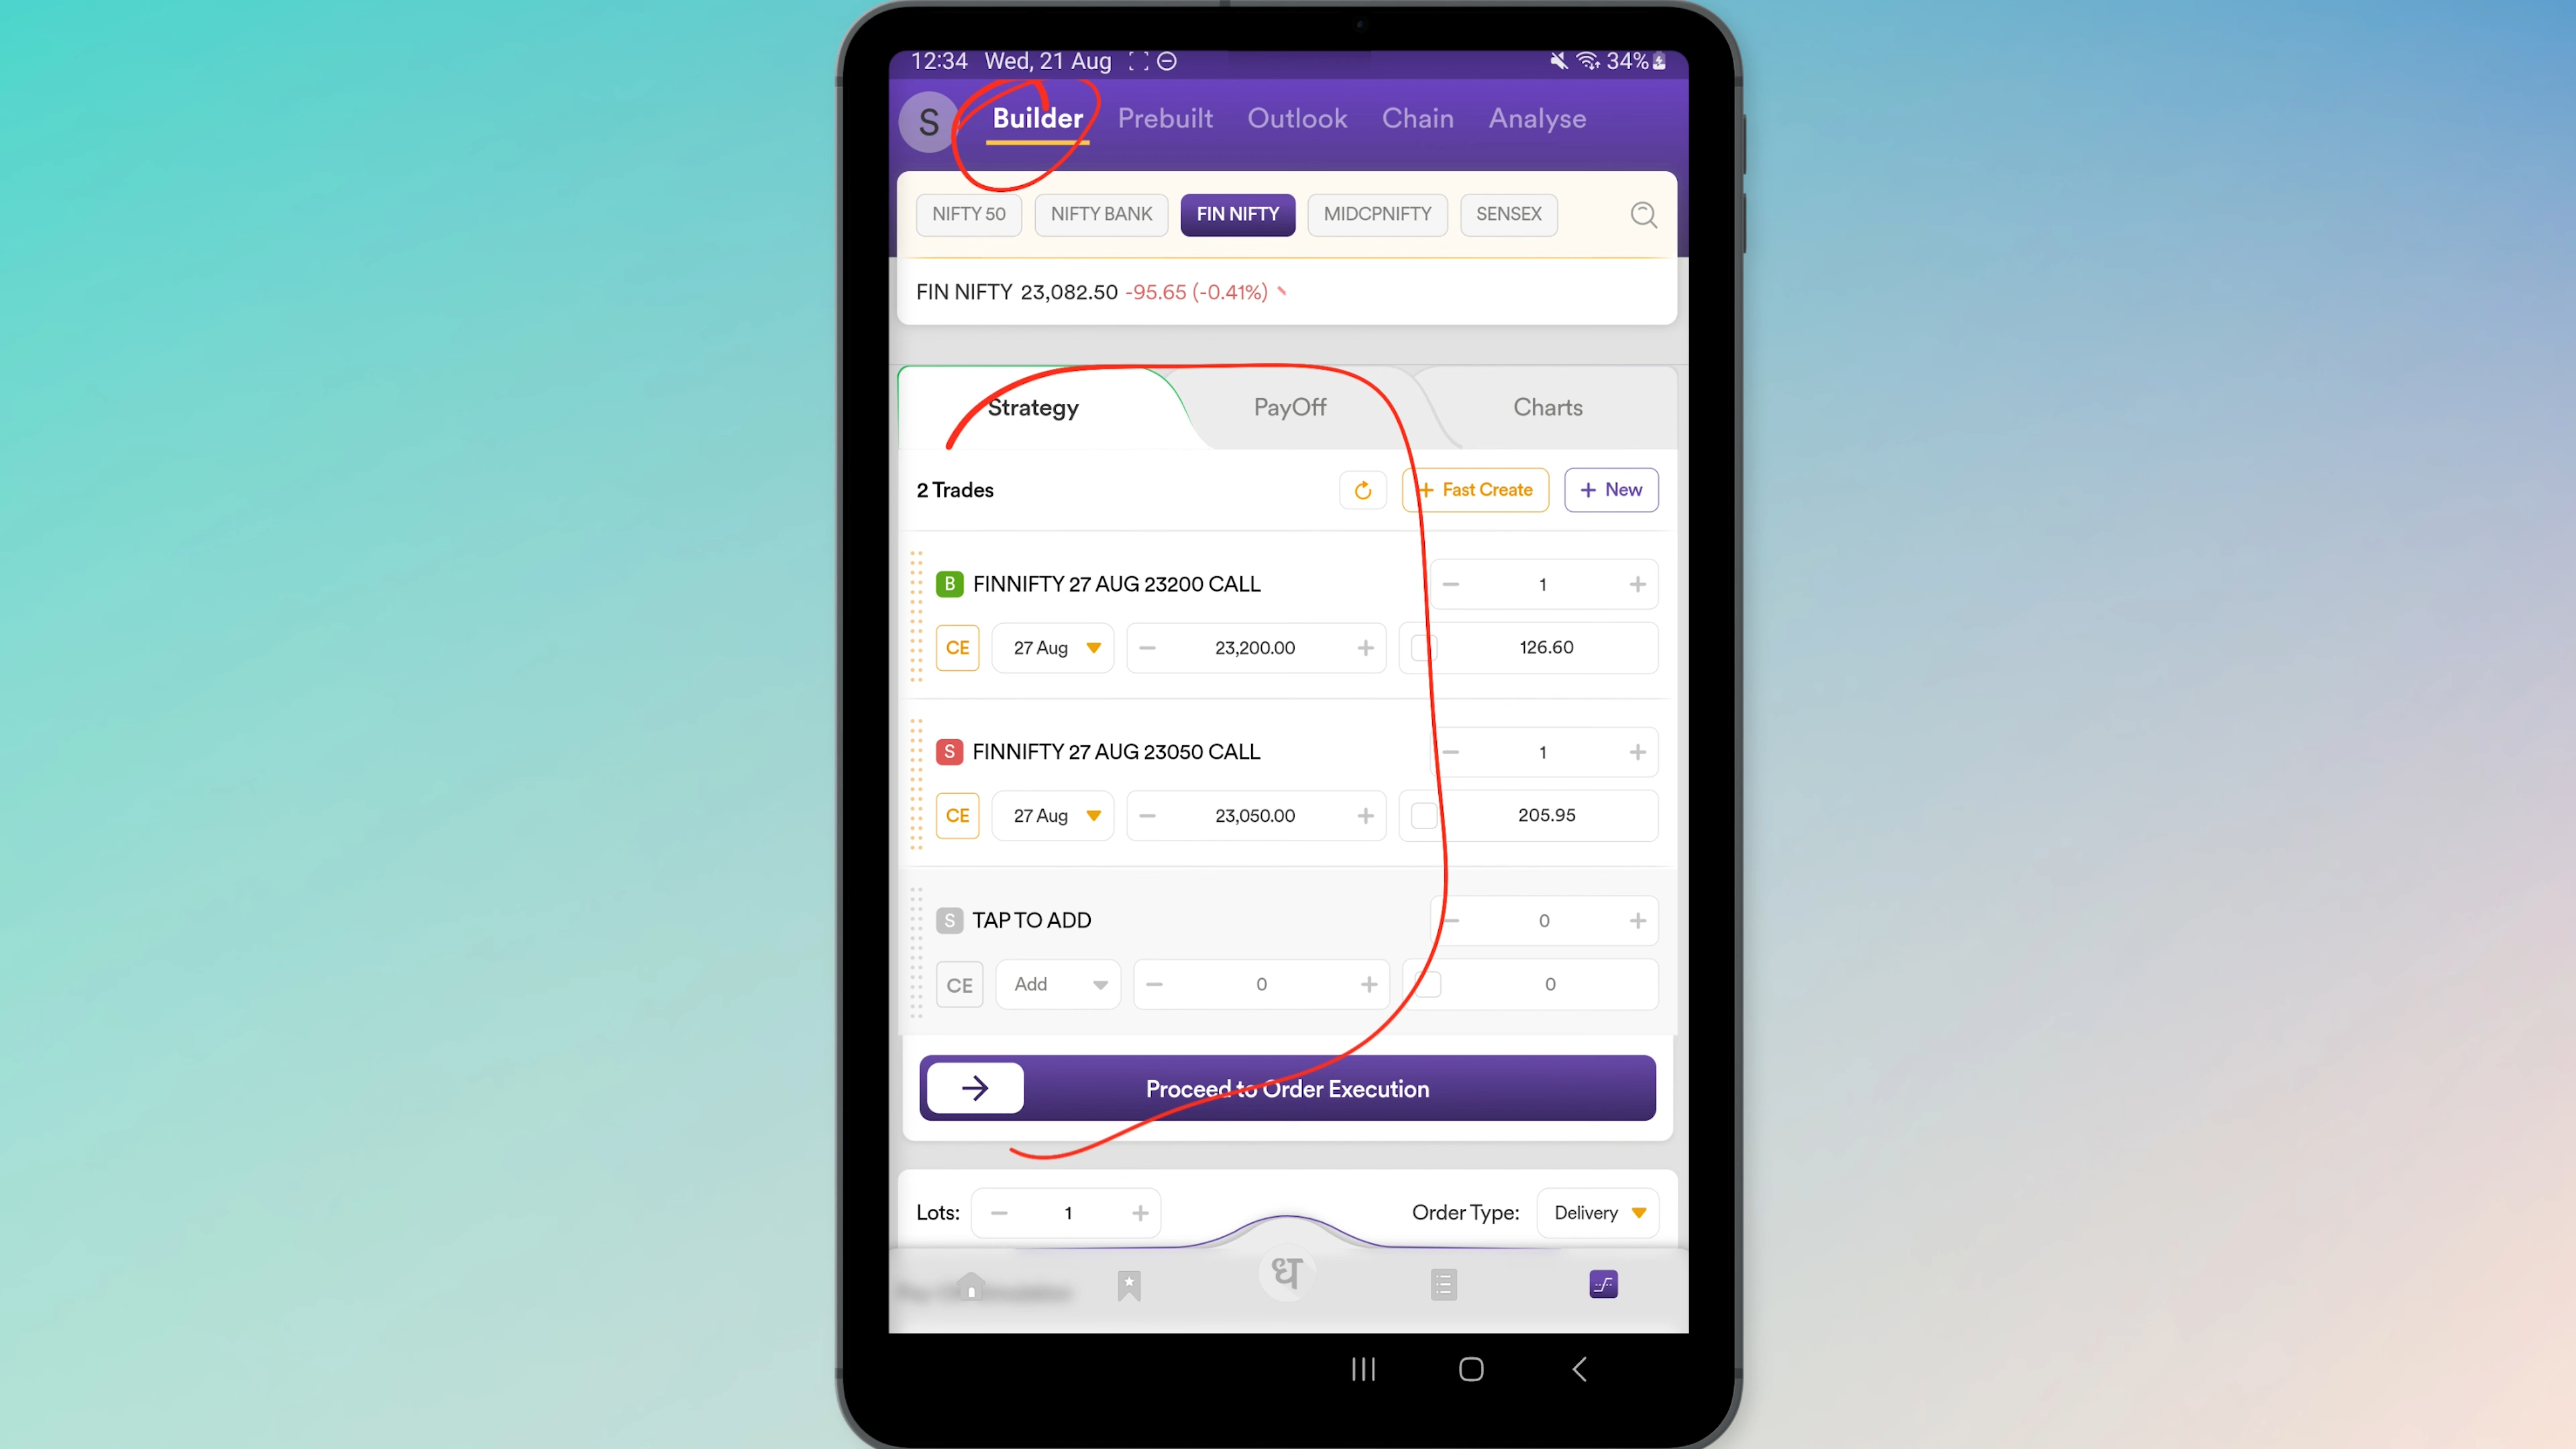 12:34 Wed, 21 Aug 34%
S Builder Prebuilt Outlook Chain Analyse
NIFTY 50 NIFTY BANK FIN NIFTY MIDCPNIFTY SENSEX
FIN NIFTY 23,082.50 -95.65 (-0.41%)
Strategy PayOff Charts
2 Trades + Fast Create + New
B FINNIFTY 27 AUG 23200 CALL − 1 +
CE 27 Aug − 23,200.00 + 126.60
S FINNIFTY 27 AUG 23050 CALL − 1 +
CE 27 Aug − 23,050.00 + 205.95
S TAP TO ADD − 0 +
CE Add − 0 + 0
Proceed to Order Execution
Lots: − 1 + Order Type: Delivery
ध